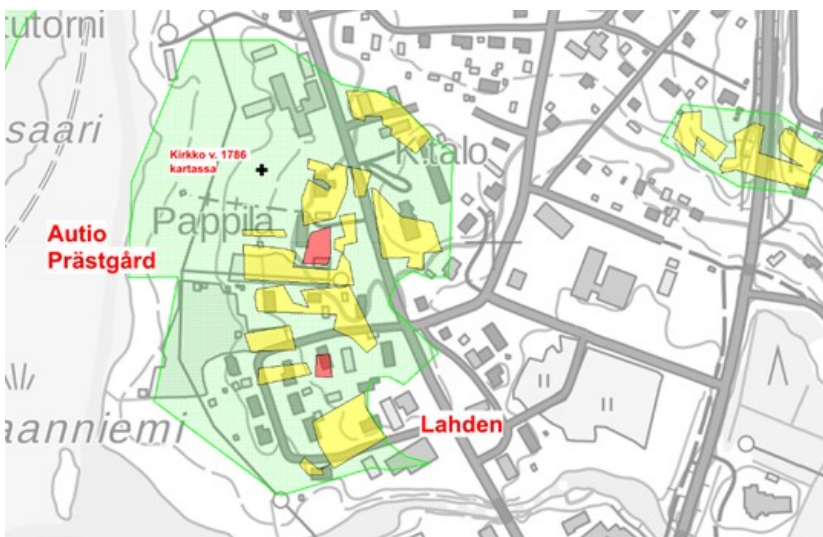 tutorni
saari
Kirkko v. 1786
kartassa
K.talo
Pappila
Autio
Prästgård
Lahden
aanniemi